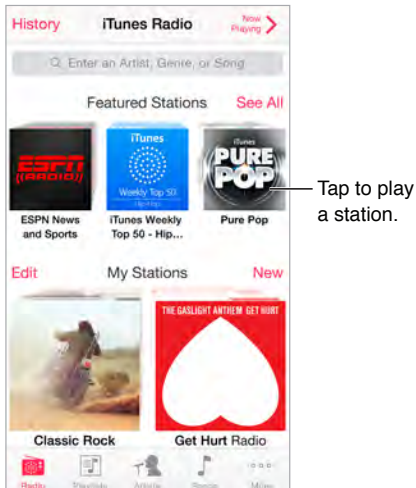 History
iTunes Radio
Now Playing
Enter an Artist, Genre, or Song
Featured Stations
See All
ESPN
RADIO
iTunes
Weekly Top 50
HipHop
iTunes
PURE
POP
Tap to play
a station.
ESPN News
and Sports
iTunes Weekly
Top 50 - Hip...
Pure Pop
Edit
My Stations
New
THE GASLIGHT ANTHEM GET HURT
Classic Rock
Get Hurt Radio
Radio
Playlists
Artists
Songs
More